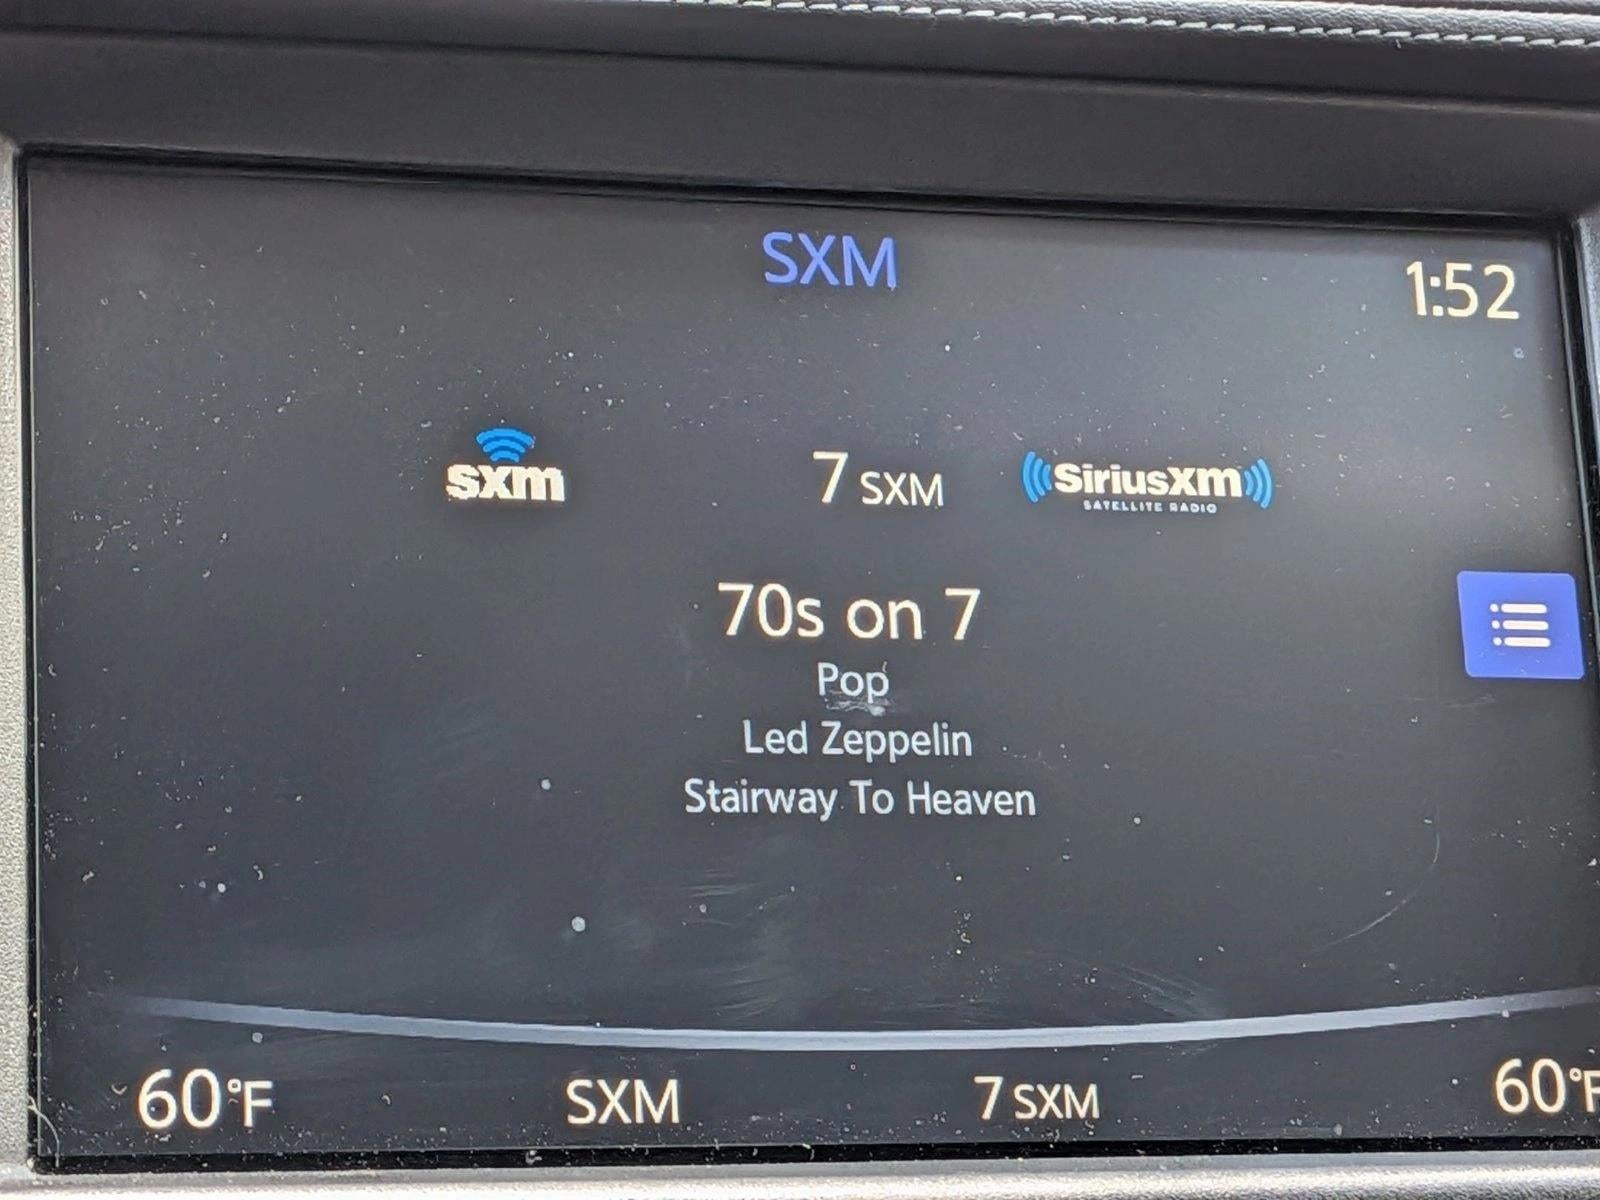 SXM
1:52
sxm
7 SXM
SiriusXM
SATELLITE RADIO
70s on 7
Pop
Led Zeppelin
Stairway To Heaven
60°F
SXM
7 SXM
60°F